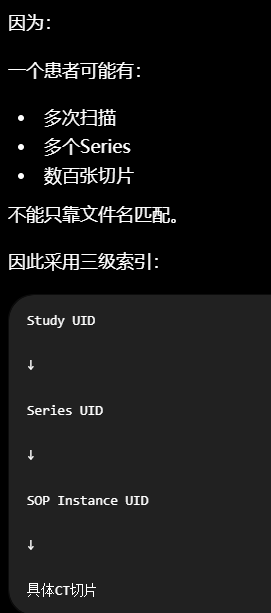 因为：
一个患者可能有：
• 多次扫描
• 多个Series
• 数百张切片
不能只靠文件名匹配。
因此采用三级索引：
Study UID
↓
Series UID
↓
SOP Instance UID
↓
具体CT切片